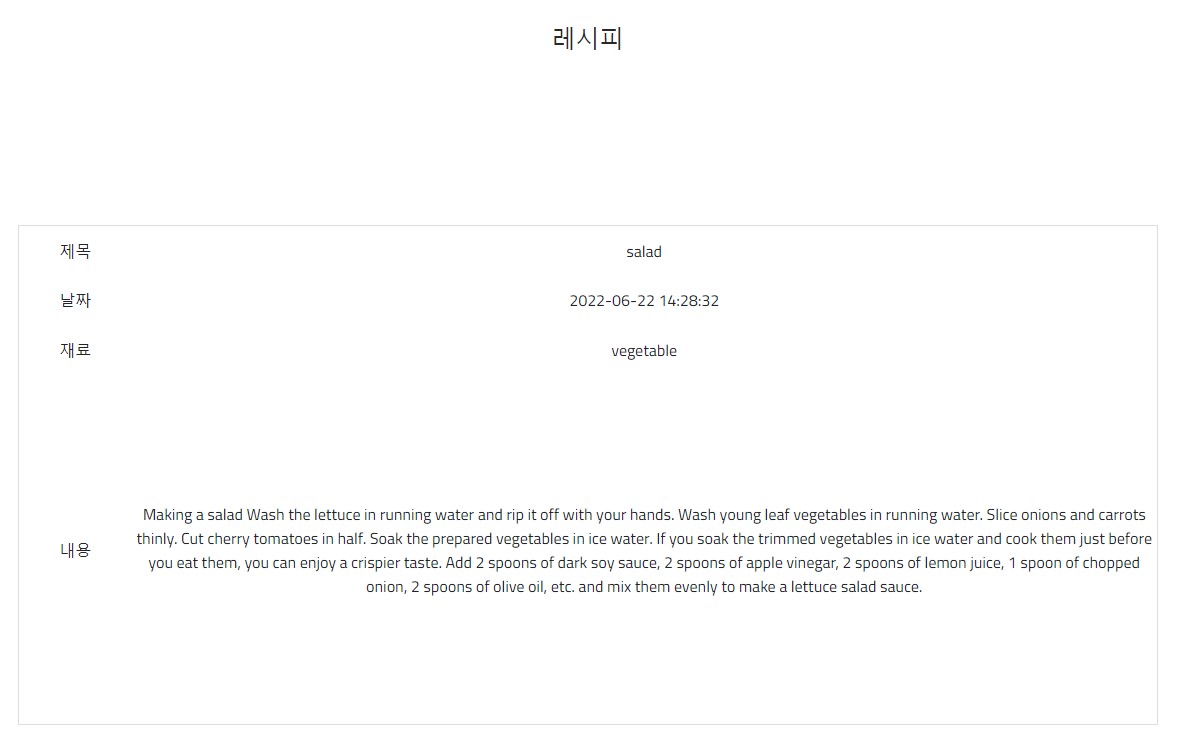 레시피
제목 salad
날짜 2022-06-22 14:28:32
재료 vegetable
Making a salad Wash the lettuce in running water and rip it off with your hands. Wash young leaf vegetables in running water. Slice onions and carrots
thinly. Cut cherry tomatoes in half. Soak the prepared vegetables in ice water. If you soak the trimmed vegetables in ice water and cook them just before
내용
you eat them, you can enjoy a crispier taste. Add 2 spoons of dark soy sauce, 2 spoons of apple vinegar, 2 spoons of lemon juice, 1 spoon of chopped
onion, 2 spoons of olive oil, etc. and mix them evenly to make a lettuce salad sauce.